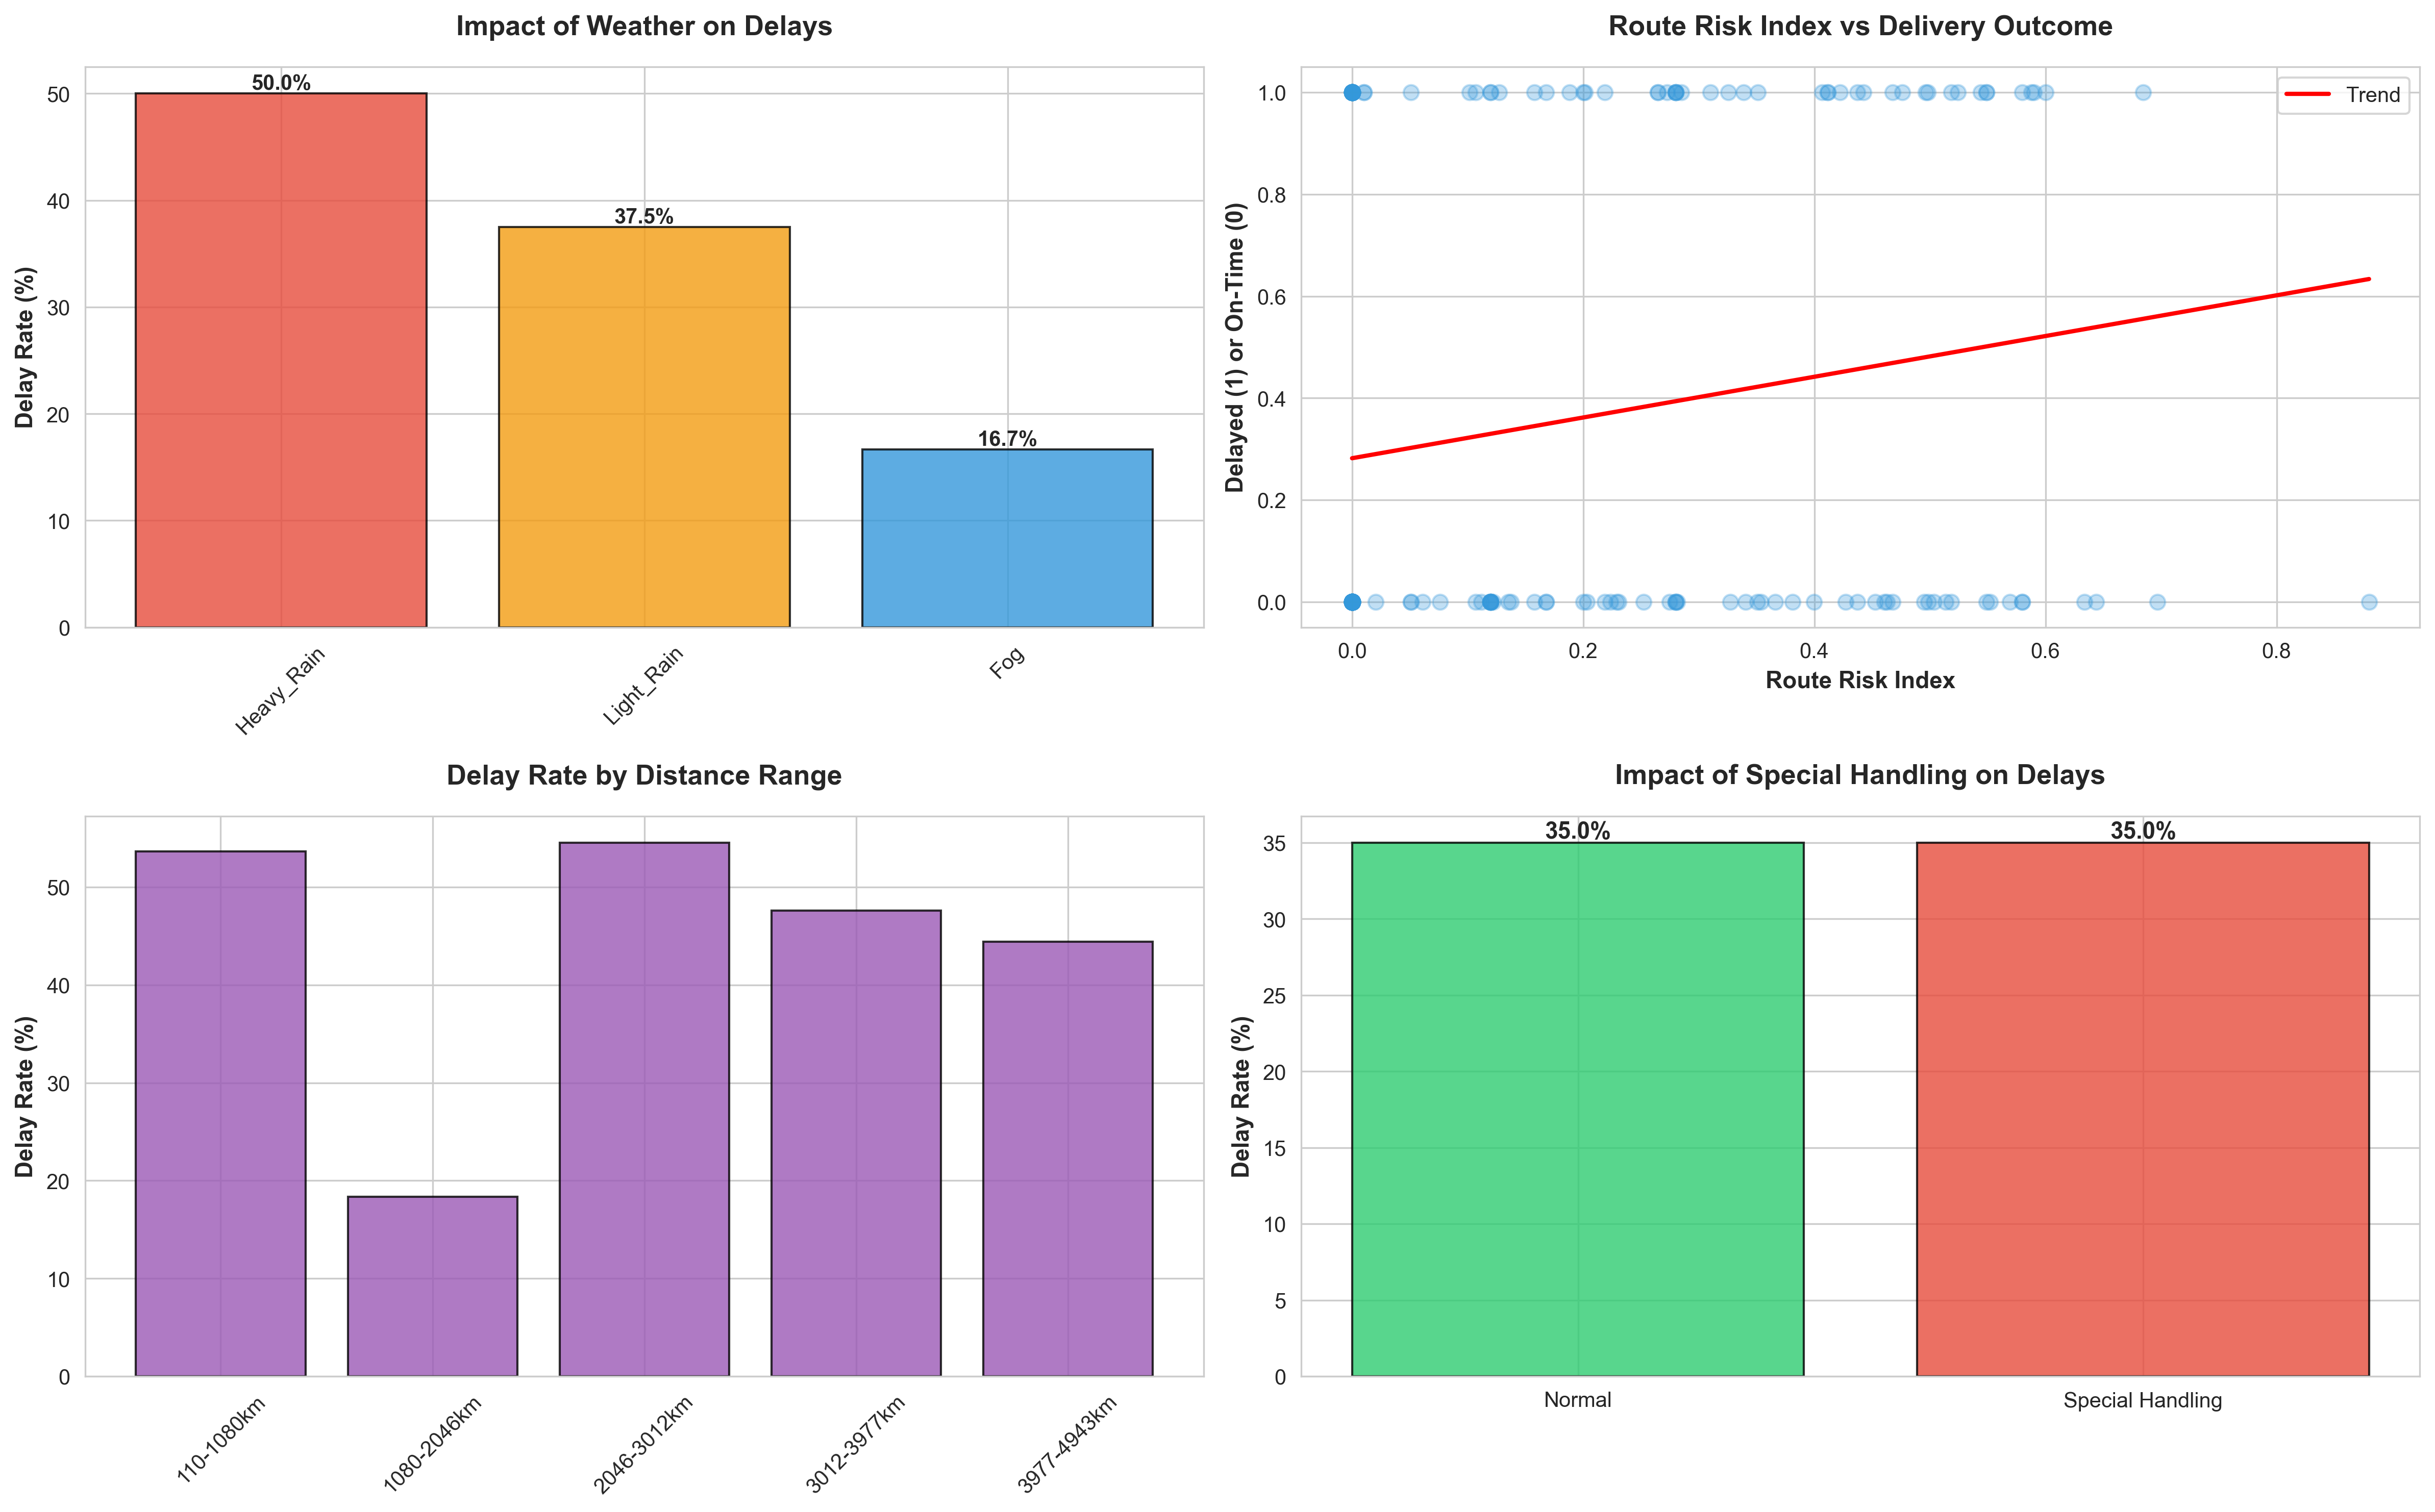 Impact of Weather on Delays
Delay Rate (%)
50
40
30
20
10
0
50.0%
37.5%
16.7%
Heavy_Rain
Light_Rain
Fog
Route Risk Index vs Delivery Outcome
Delayed (1) or On-Time (0)
1.0
0.8
0.6
0.4
0.2
0.0
Trend
0.0
0.2
0.4
0.6
0.8
Route Risk Index
Delay Rate by Distance Range
Delay Rate (%)
50
40
30
20
10
0
110-1080km
1080-2046km
2046-3012km
3012-3977km
3977-4943km
Impact of Special Handling on Delays
Delay Rate (%)
35
30
25
20
15
10
5
0
35.0%
35.0%
Normal
Special Handling